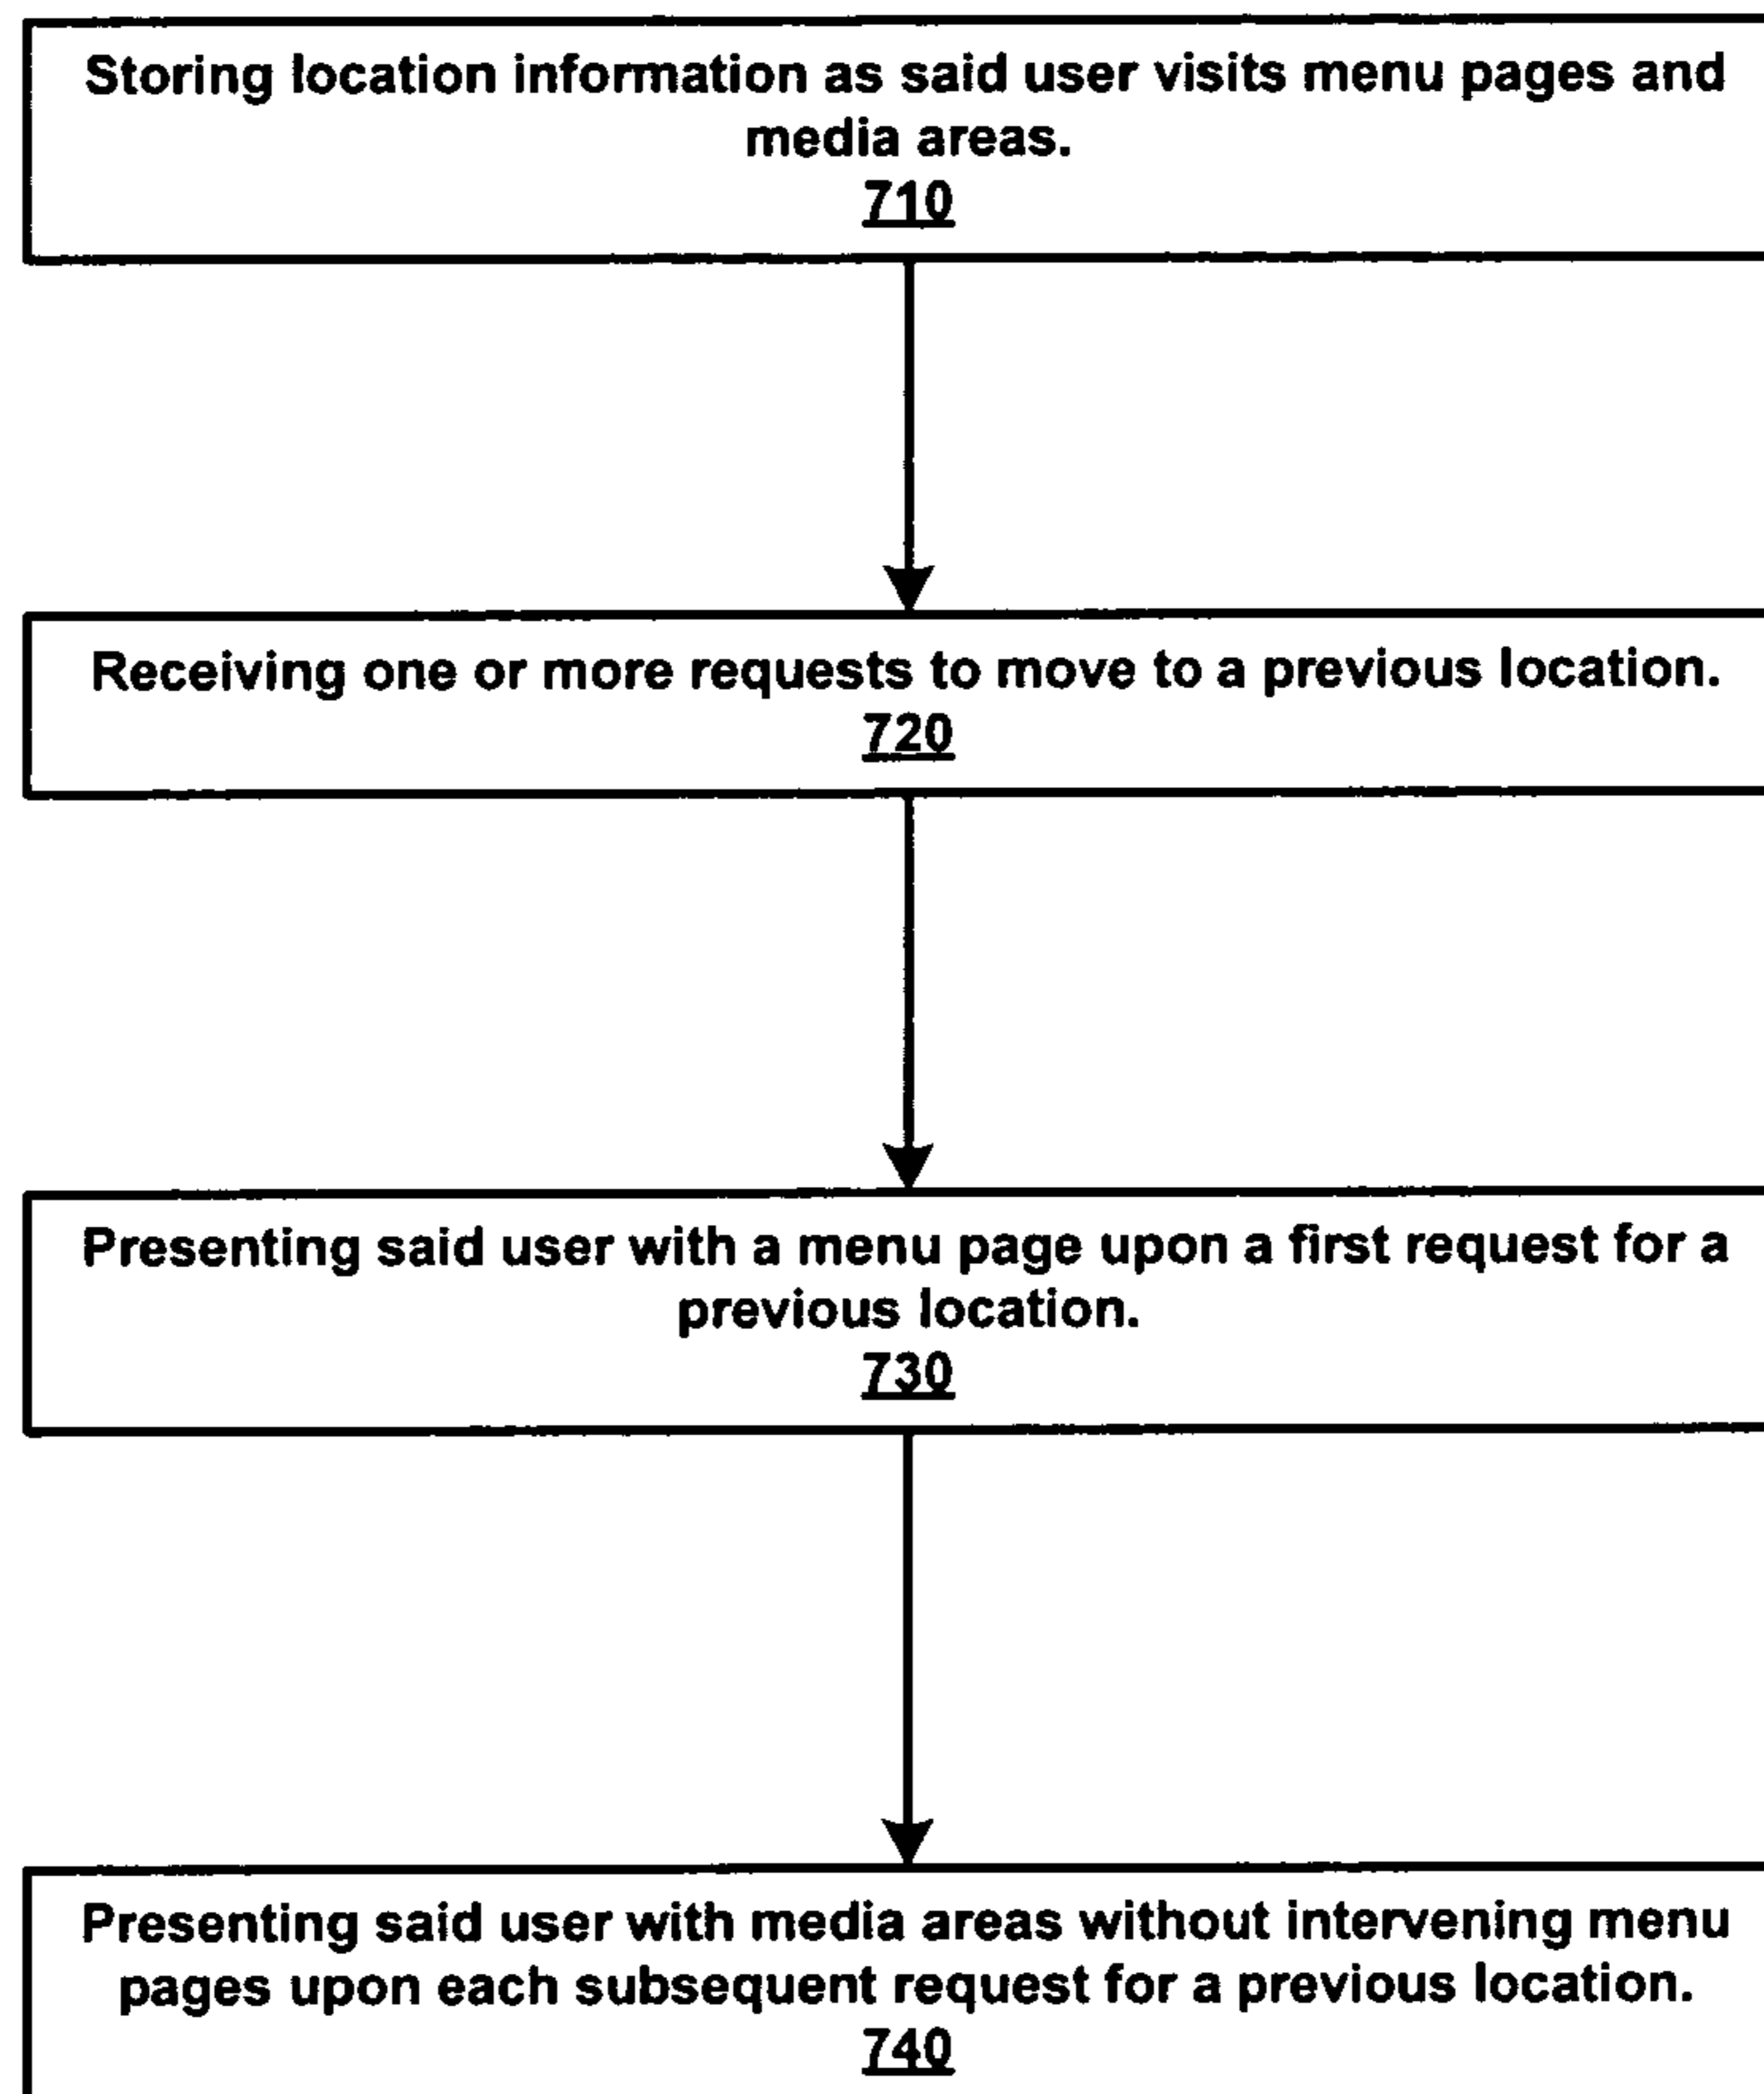 Storing location information as said user visits menu pages and
media areas.
710
Receiving one or more requests to move to a previous location.
720
Presenting said user with a menu page upon a first request for a
previous location.
730
Presenting said user with media areas without intervening menu
pages upon each subsequent request for a previous location.
740